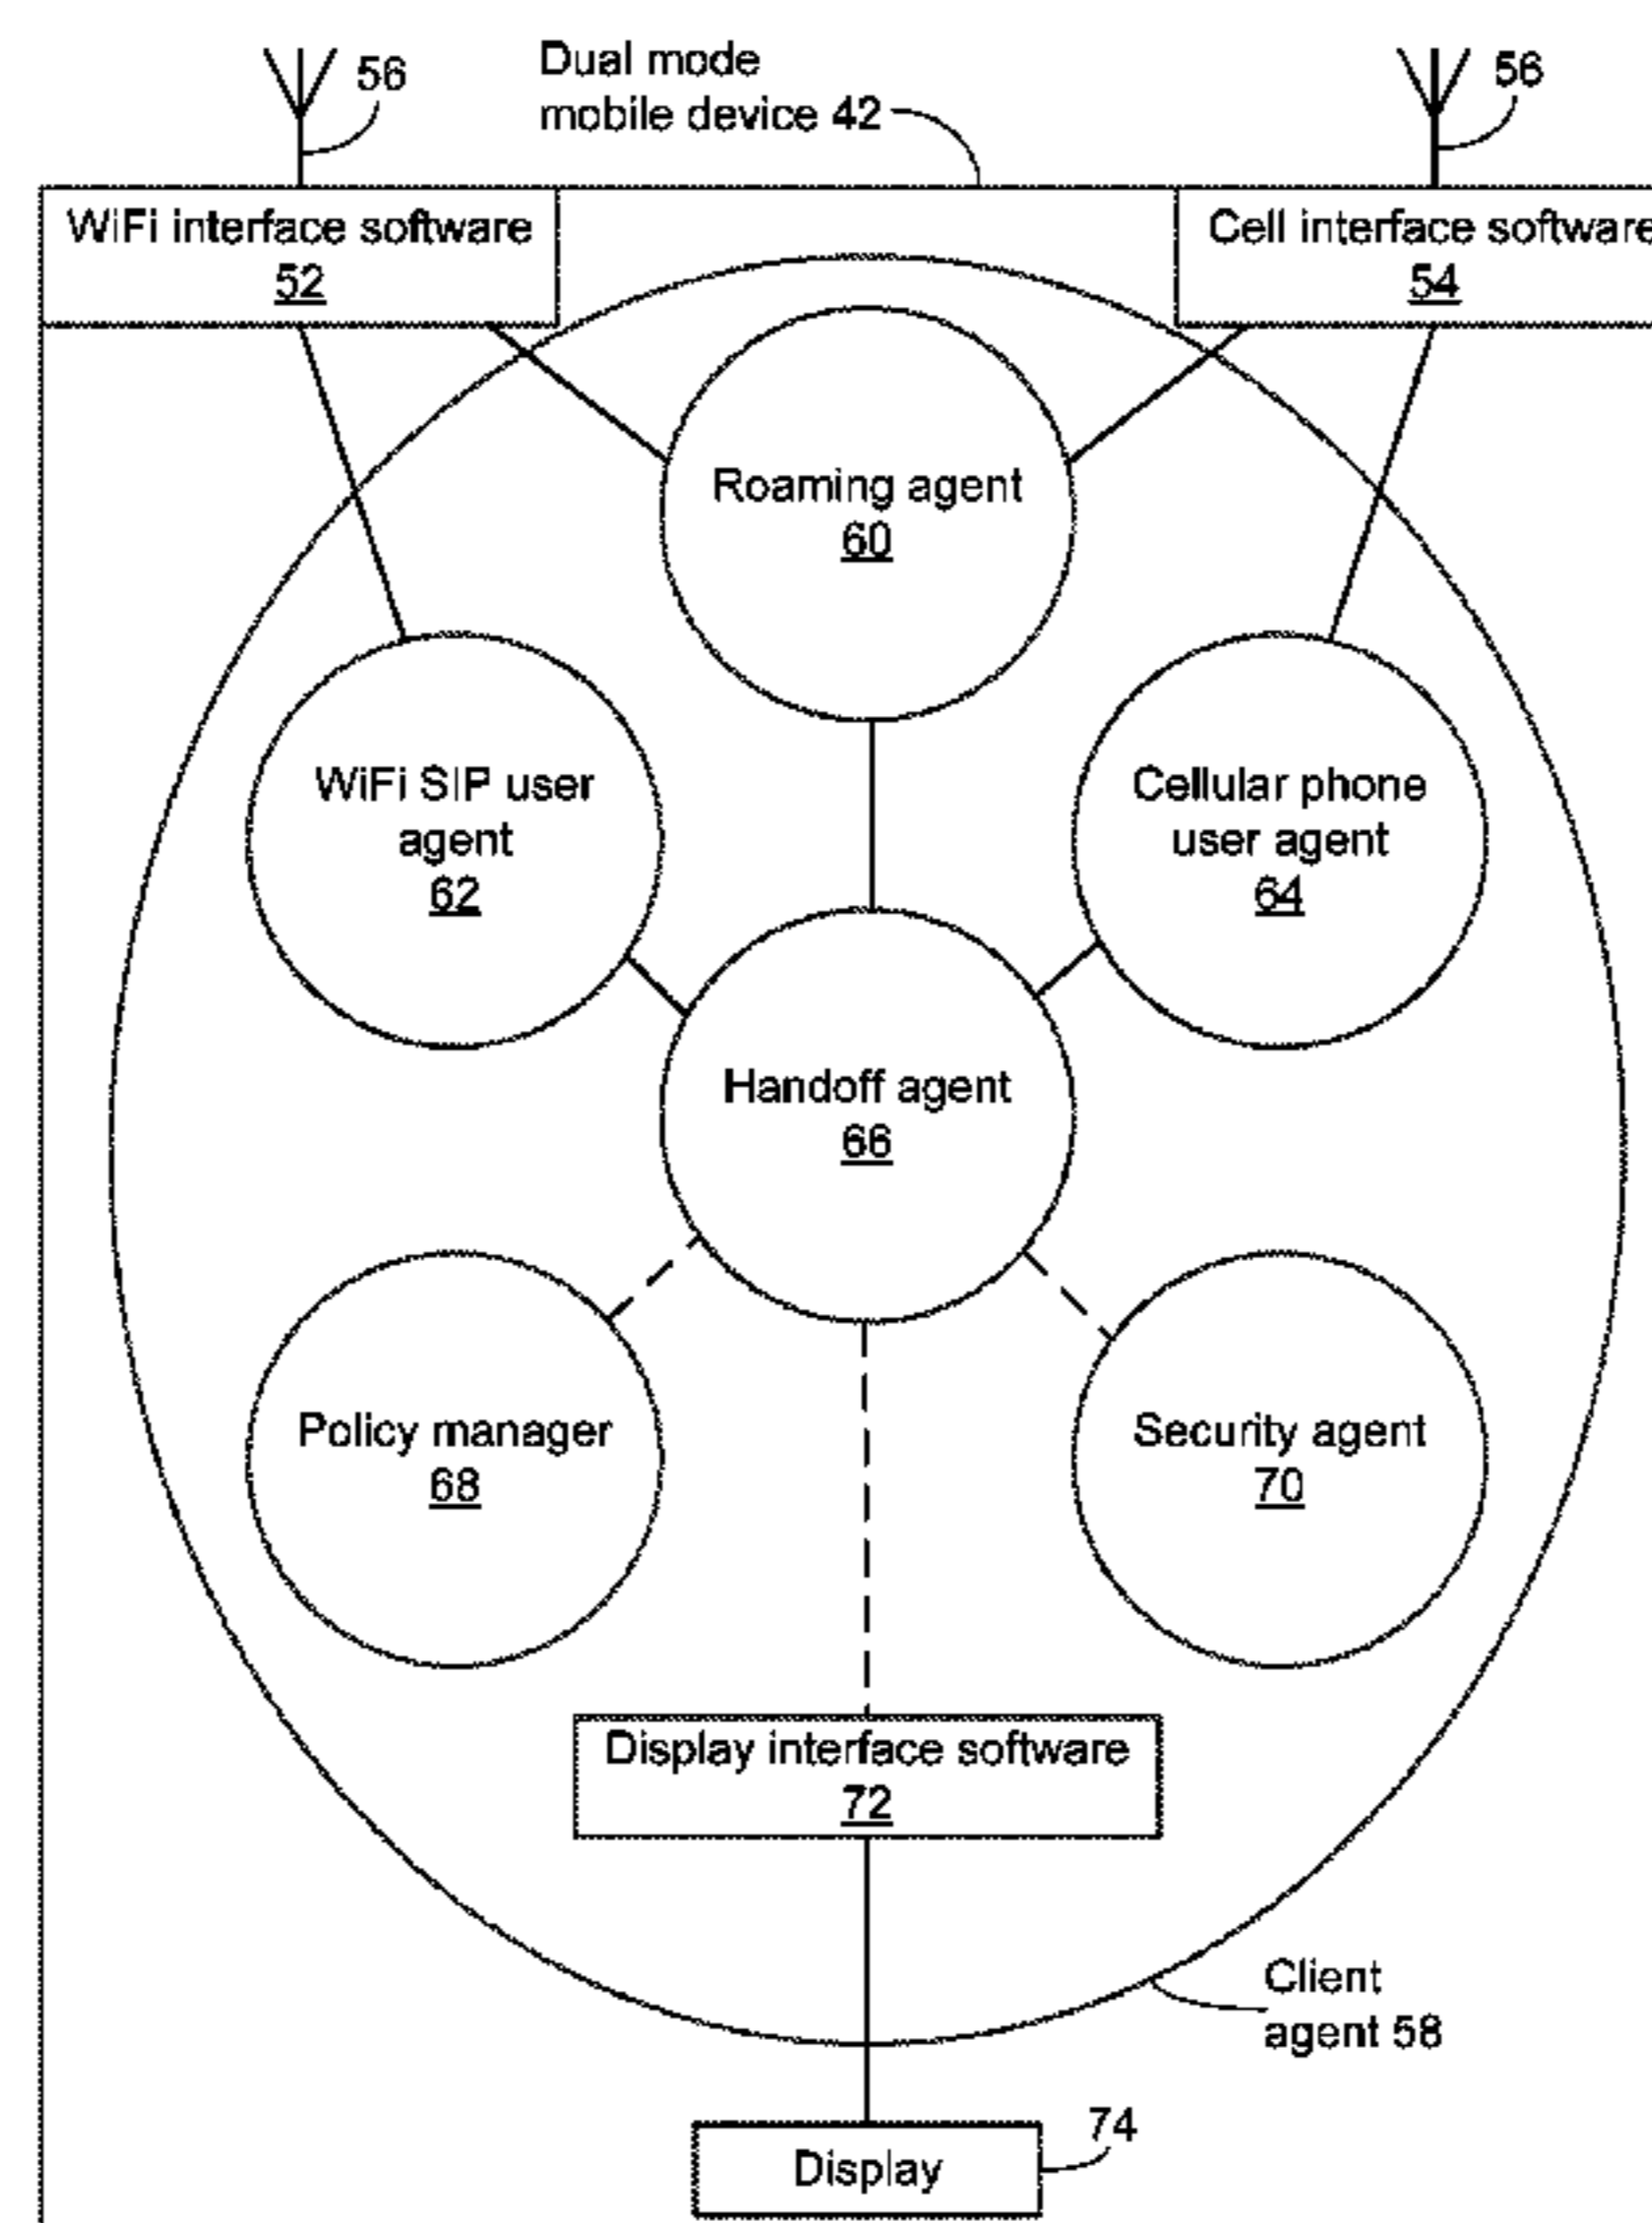 56
Dual mode
mobile device 42
56
WiFi interface software
52
Cell interface software
54
Roaming agent
60
WiFi SIP user
agent
62
Cellular phone
user agent
64
Handoff agent
66
Policy manager
68
Security agent
70
Display interface software
72
Client
agent 58
74
Display